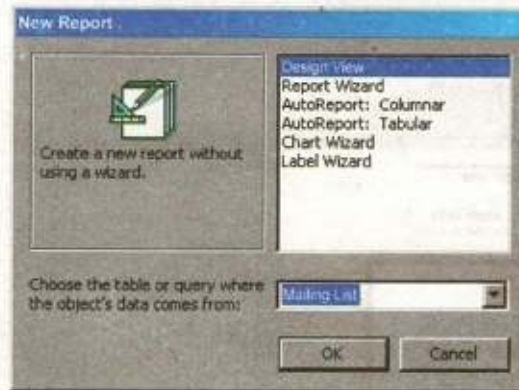 New Report
Create a new report without
using a wizard.
Design View
Report Wizard
AutoReport: Columnar
AutoReport: Tabular
Chart Wizard
Label Wizard
Choose the table or query where
the object's data comes from:
Mailing List
OK
Cancel